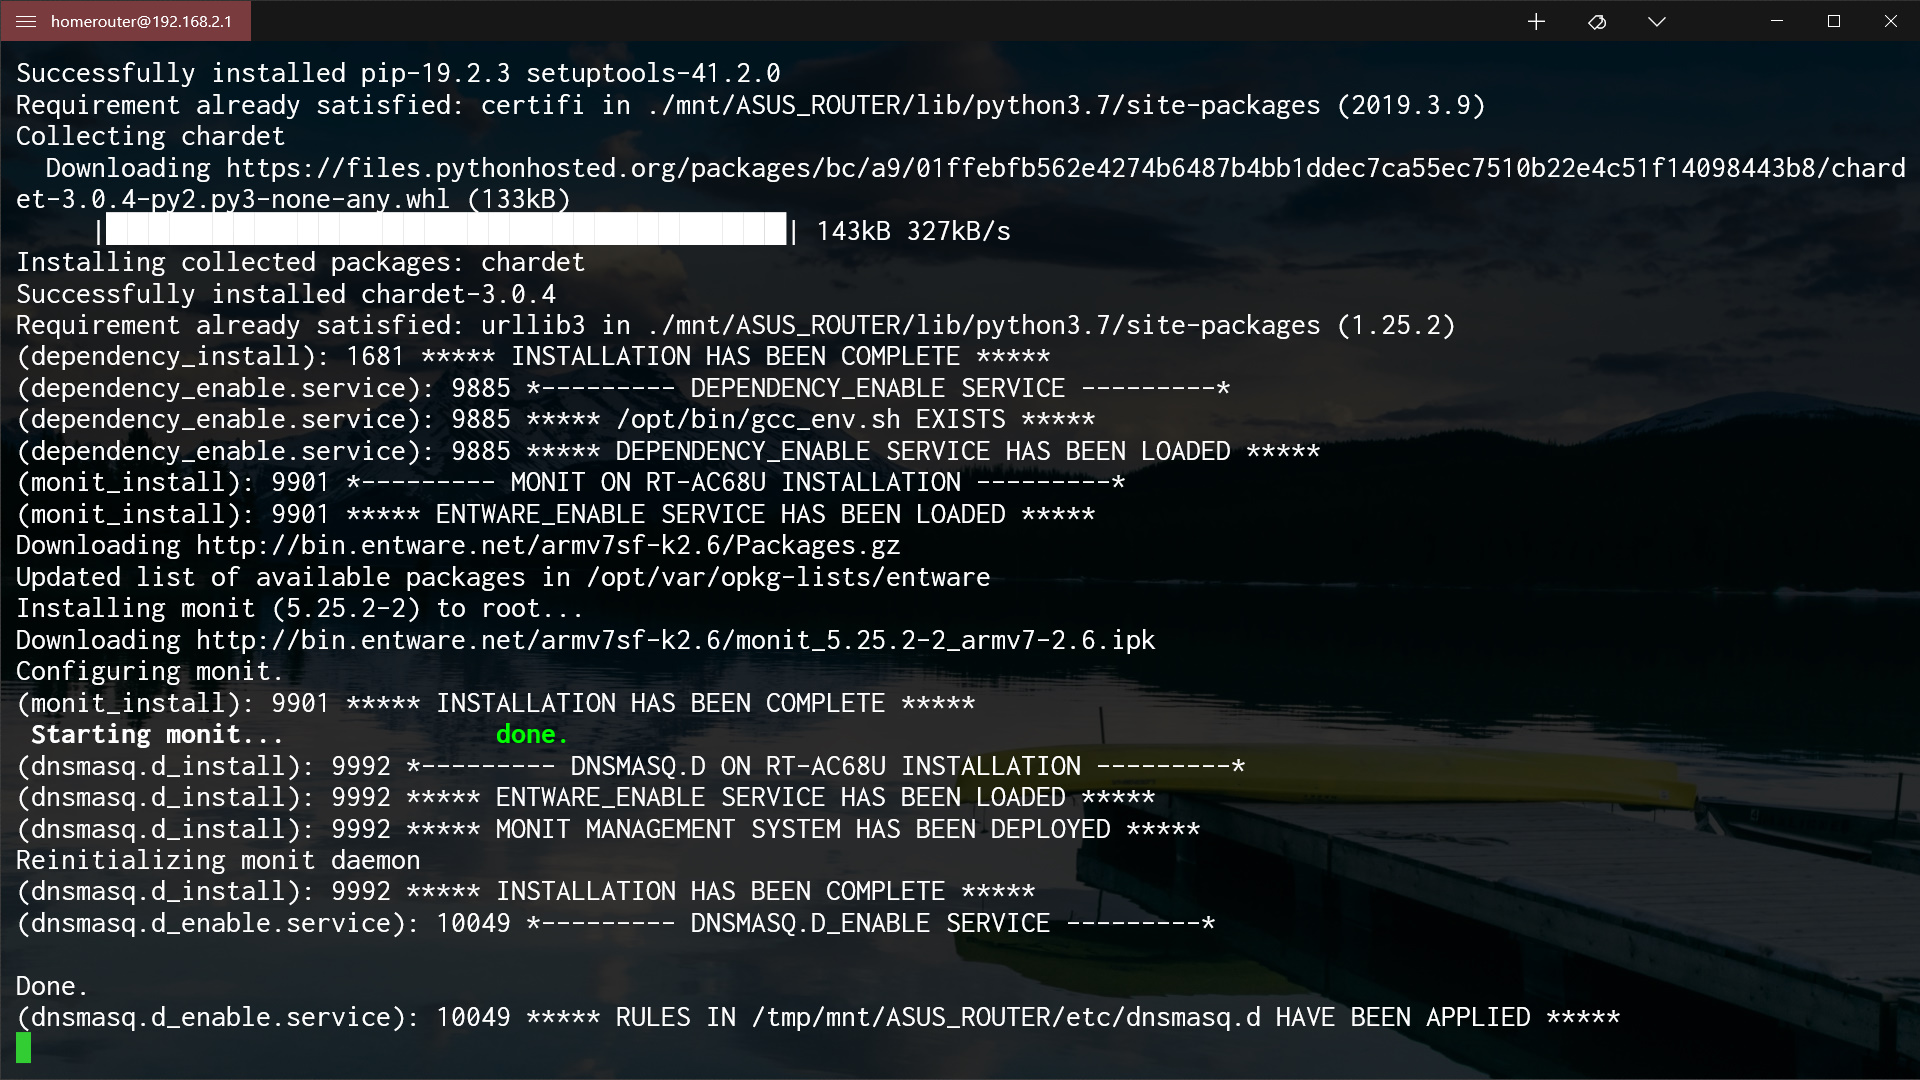 homerouter@192.168.2.1
Successfully installed pip-19.2.3 setuptools-41.2.0
Requirement already satisfied: certifi in ./mnt/ASUS_ROUTER/lib/python3.7/site-packages (2019.3.9)
Collecting chardet
  Downloading https://files.pythonhosted.org/packages/bc/a9/01ffebfb562e4274b6487b4bb1ddec7ca55ec7510b22e4c51f14098443b8/chard
et-3.0.4-py2.py3-none-any.whl (133kB)
     |████████████████████████████████| 143kB 327kB/s
Installing collected packages: chardet
Successfully installed chardet-3.0.4
Requirement already satisfied: urllib3 in ./mnt/ASUS_ROUTER/lib/python3.7/site-packages (1.25.2)
(dependency_install): 1681 ***** INSTALLATION HAS BEEN COMPLETE *****
(dependency_enable.service): 9885 *--------- DEPENDENCY_ENABLE SERVICE ---------*
(dependency_enable.service): 9885 ***** /opt/bin/gcc_env.sh EXISTS *****
(dependency_enable.service): 9885 ***** DEPENDENCY_ENABLE SERVICE HAS BEEN LOADED *****
(monit_install): 9901 *--------- MONIT ON RT-AC68U INSTALLATION ---------*
(monit_install): 9901 ***** ENTWARE_ENABLE SERVICE HAS BEEN LOADED *****
Downloading http://bin.entware.net/armv7sf-k2.6/Packages.gz
Updated list of available packages in /opt/var/opkg-lists/entware
Installing monit (5.25.2-2) to root...
Downloading http://bin.entware.net/armv7sf-k2.6/monit_5.25.2-2_armv7-2.6.ipk
Configuring monit.
(monit_install): 9901 ***** INSTALLATION HAS BEEN COMPLETE *****
 Starting monit...              done.
(dnsmasq.d_install): 9992 *--------- DNSMASQ.D ON RT-AC68U INSTALLATION ---------*
(dnsmasq.d_install): 9992 ***** ENTWARE_ENABLE SERVICE HAS BEEN LOADED *****
(dnsmasq.d_install): 9992 ***** MONIT MANAGEMENT SYSTEM HAS BEEN DEPLOYED *****
Reinitializing monit daemon
(dnsmasq.d_install): 9992 ***** INSTALLATION HAS BEEN COMPLETE *****
(dnsmasq.d_enable.service): 10049 *--------- DNSMASQ.D_ENABLE SERVICE ---------*
Done.
(dnsmasq.d_enable.service): 10049 ***** RULES IN /tmp/mnt/ASUS_ROUTER/etc/dnsmasq.d HAVE BEEN APPLIED *****